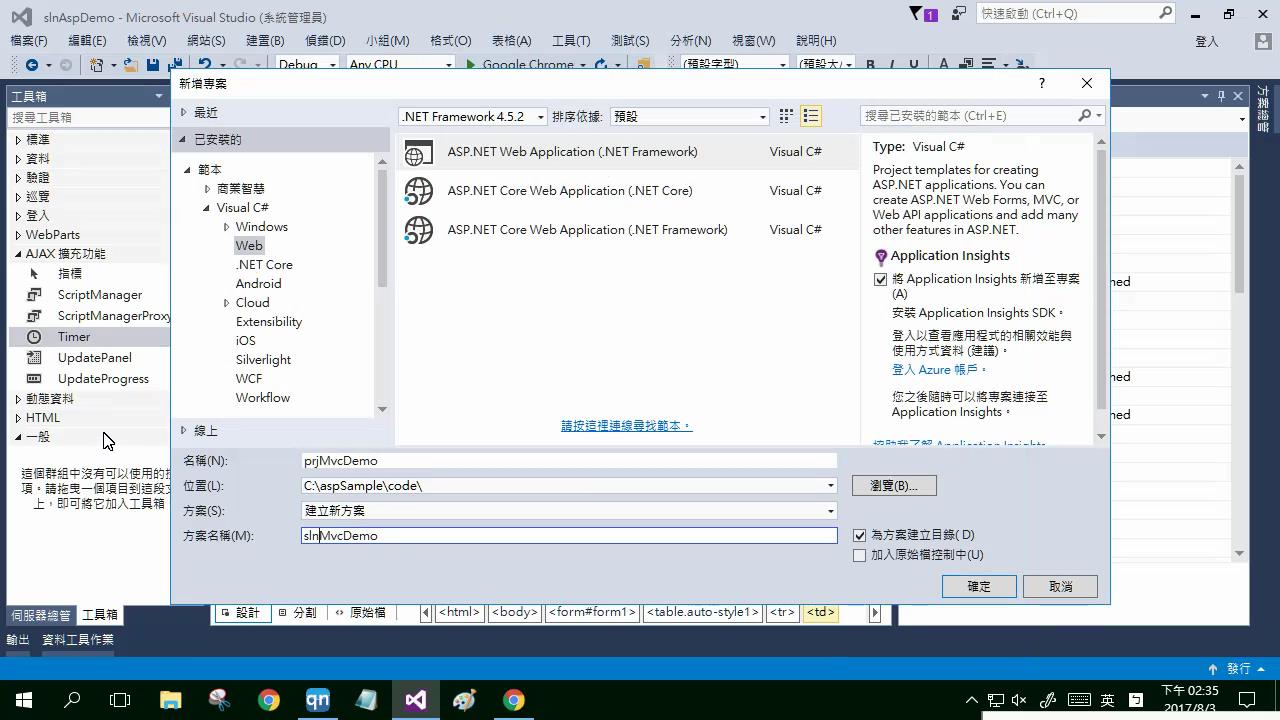 slnAspDemo - Microsoft Visual Studio (系統管理員)
1
快速啟動 (Ctrl+Q)
檔案(F) 編輯(E) 檢視(V) 網站(S) 建置(B) 偵錯(D) 小組(M) 格式(O) 表格(A) 工具(T) 測試(S) 分析(N) 視窗(W) 說明(H)
登入
Debug Any CPU Google Chrome (預設字型) (預設大 B I U A
工具箱
搜尋工具箱
標準
資料
驗證
巡覽
登入
WebParts
AJAX 擴充功能
指標
ScriptManager
ScriptManagerProxy
Timer
UpdatePanel
UpdateProgress
動態資料
HTML
一般
這個群組中沒有可以使用的控
項。請拖曳一個項目到這段文
上，即可將它加入工具箱
伺服器總管 工具箱
新增專案
?
最近
已安裝的
範本
商業智慧
Visual C#
Windows
Web
.NET Core
Android
Cloud
Extensibility
iOS
Silverlight
WCF
Workflow
線上
.NET Framework 4.5.2 排序依據: 預設
搜尋已安裝的範本 (Ctrl+E)
ASP.NET Web Application (.NET Framework) Visual C#
ASP.NET Core Web Application (.NET Core) Visual C#
ASP.NET Core Web Application (.NET Framework) Visual C#
請按這裡連線尋找範本。
Type: Visual C#
Project templates for creating
ASP.NET applications. You can
create ASP.NET Web Forms, MVC, or
Web API applications and add many
other features in ASP.NET.
Application Insights
將 Application Insights 新增至專案
(A)
安裝 Application Insights SDK。
登入以查看應用程式的相關效能與
使用方式資料 (建議)。
登入 Azure 帳戶。
您之後隨時可以將專案連接至
Application Insights。
協助我了解 Application Insights
名稱(N): prjMvcDemo
位置(L): C:\aspSample\code\
瀏覽(B)...
方案(S): 建立新方案
方案名稱(M): slnMvcDemo
為方案建立目錄( D)
加入原始檔控制中(U)
確定 取消
ned
ned
ned
方案總管
設計 分割 原始檔 <html> <body> <form#form1> <table.auto-style1> <tr> <td>
輸出 資料工具作業
發行
qn
英
下午 02:35
2017/8/3